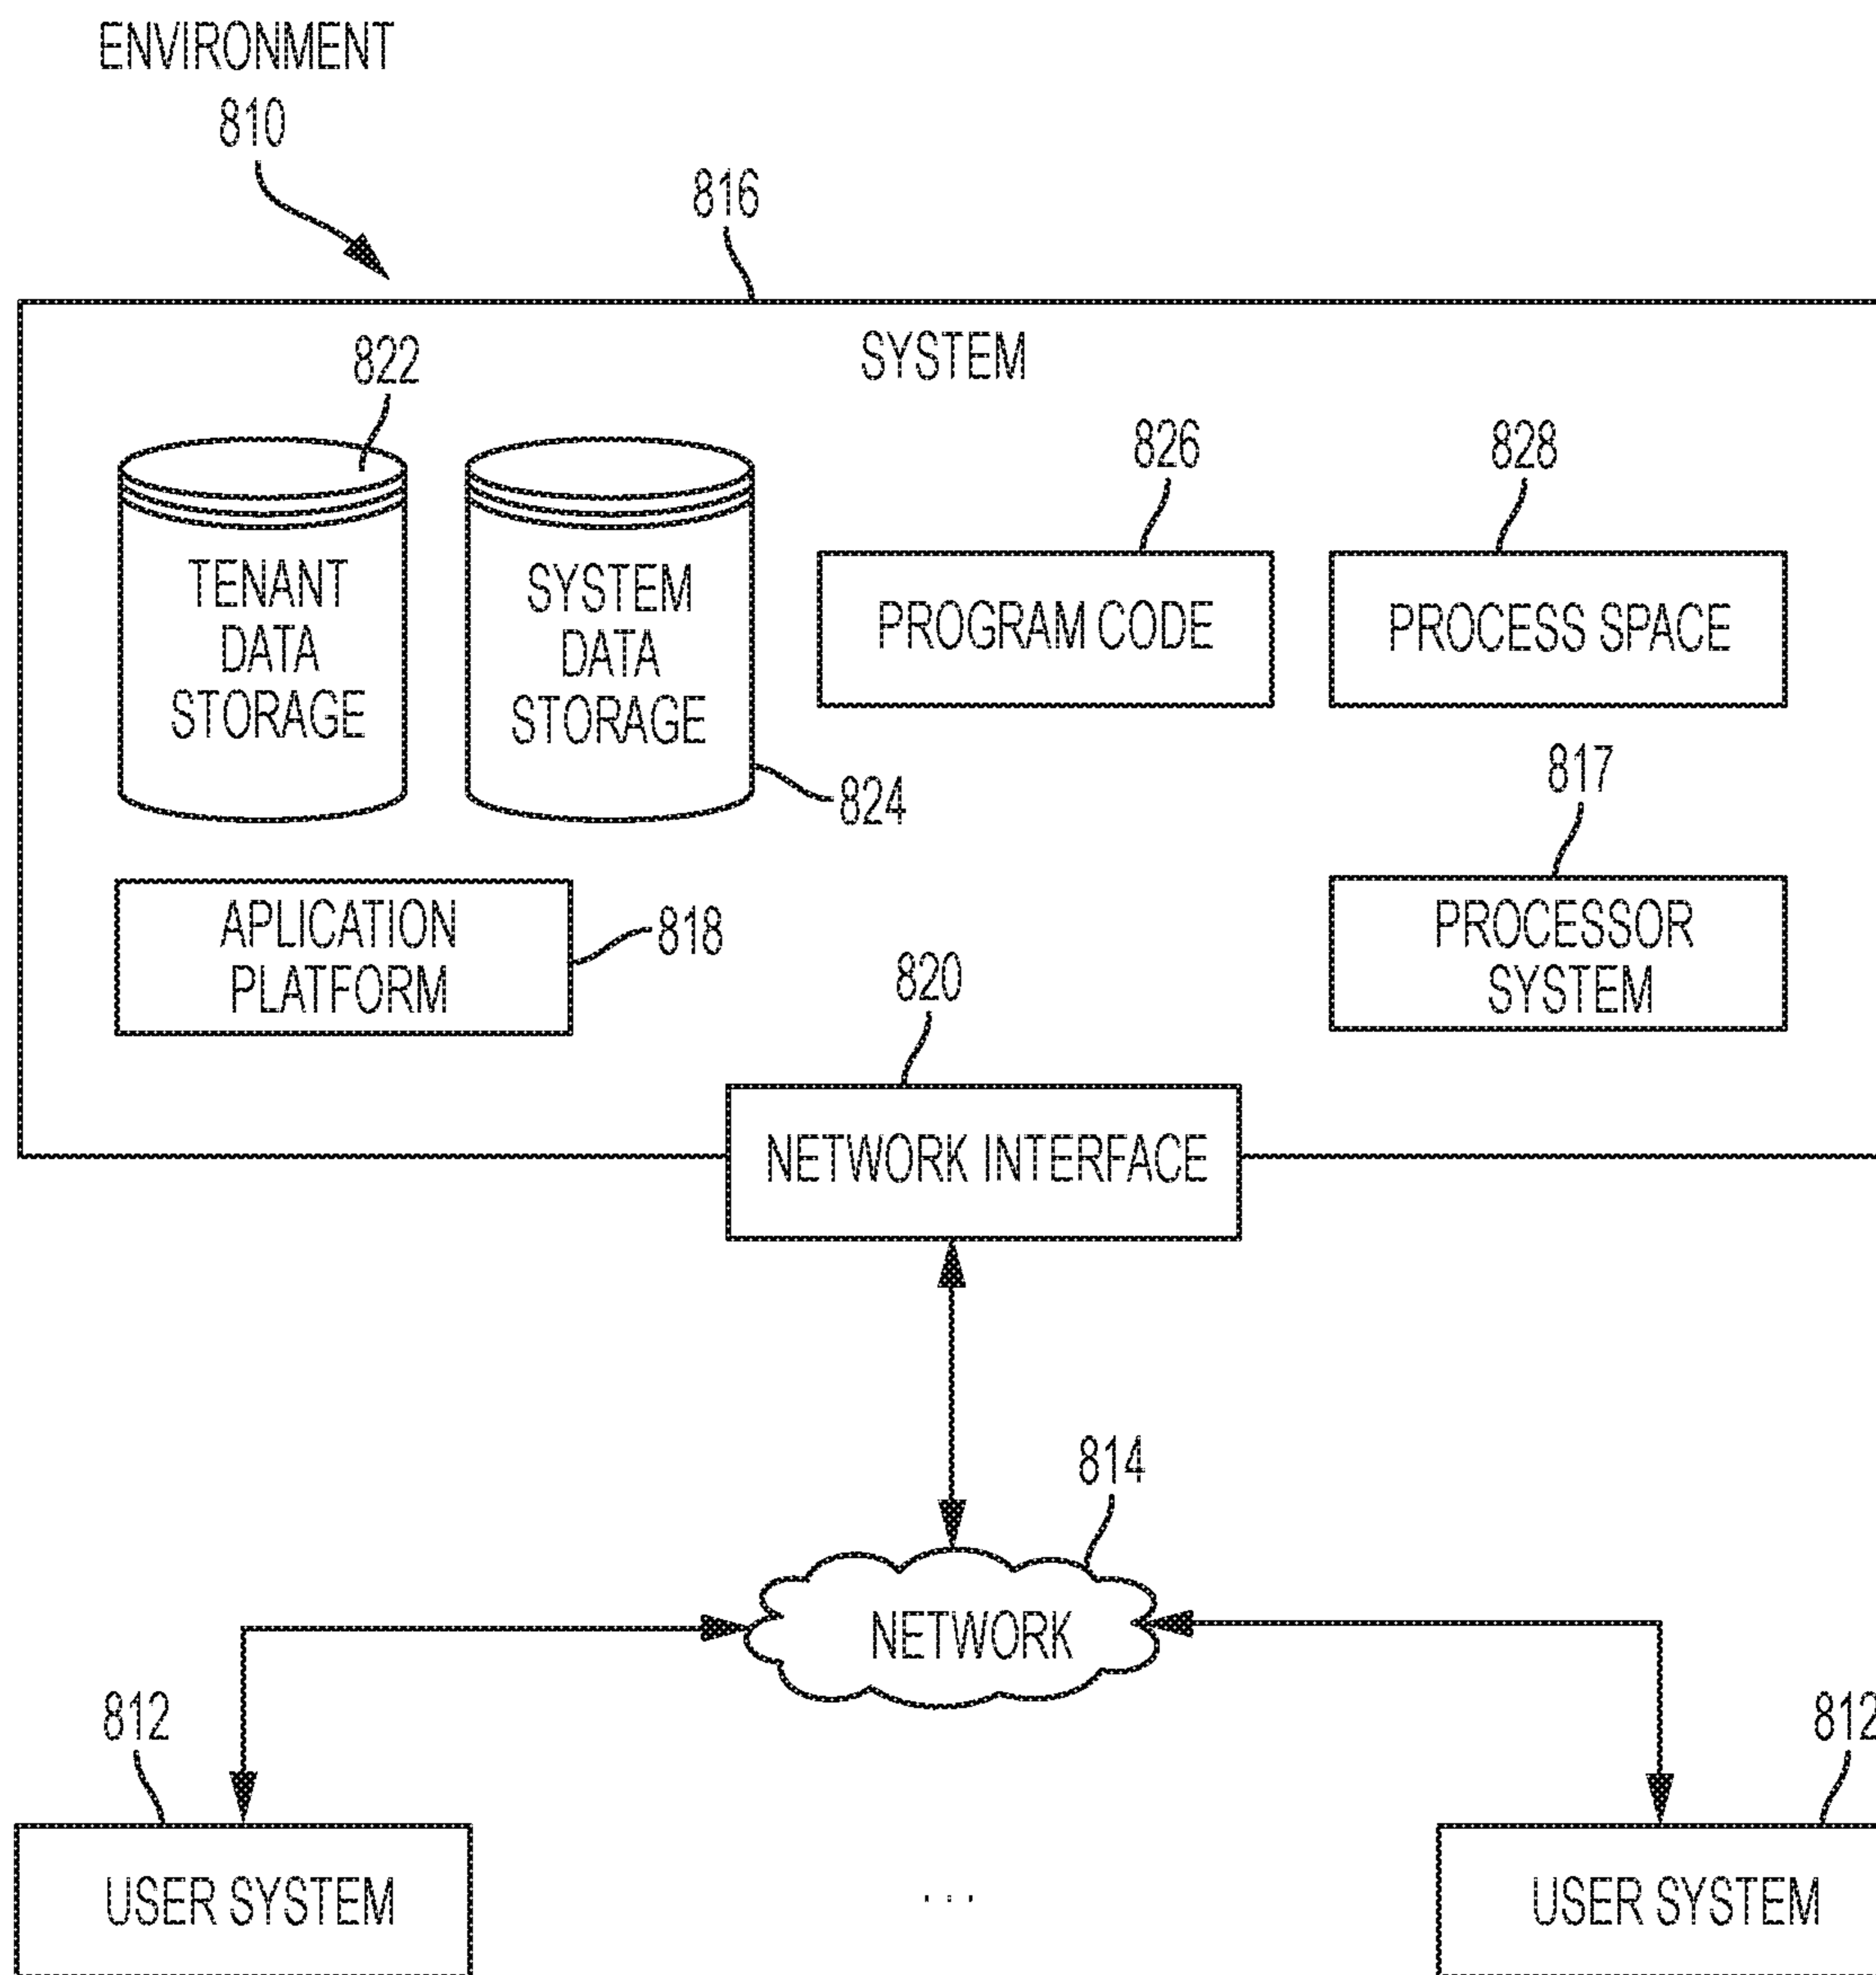 ENVIRONMENT
810
816
SYSTEM
822
826
828
TENANT
DATA
STORAGE
SYSTEM
DATA
STORAGE
824
PROGRAM CODE
PROCESS SPACE
817
APLICATION
PLATFORM
818
820
PROCESSOR
SYSTEM
NETWORK INTERFACE
814
NETWORK
812
812
USER SYSTEM
...
USER SYSTEM